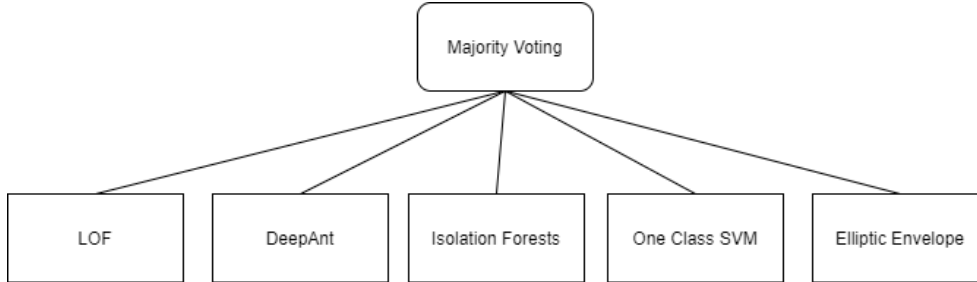 Majority Voting
LOF
DeepAnt
Isolation Forests
One Class SVM
Elliptic Envelope